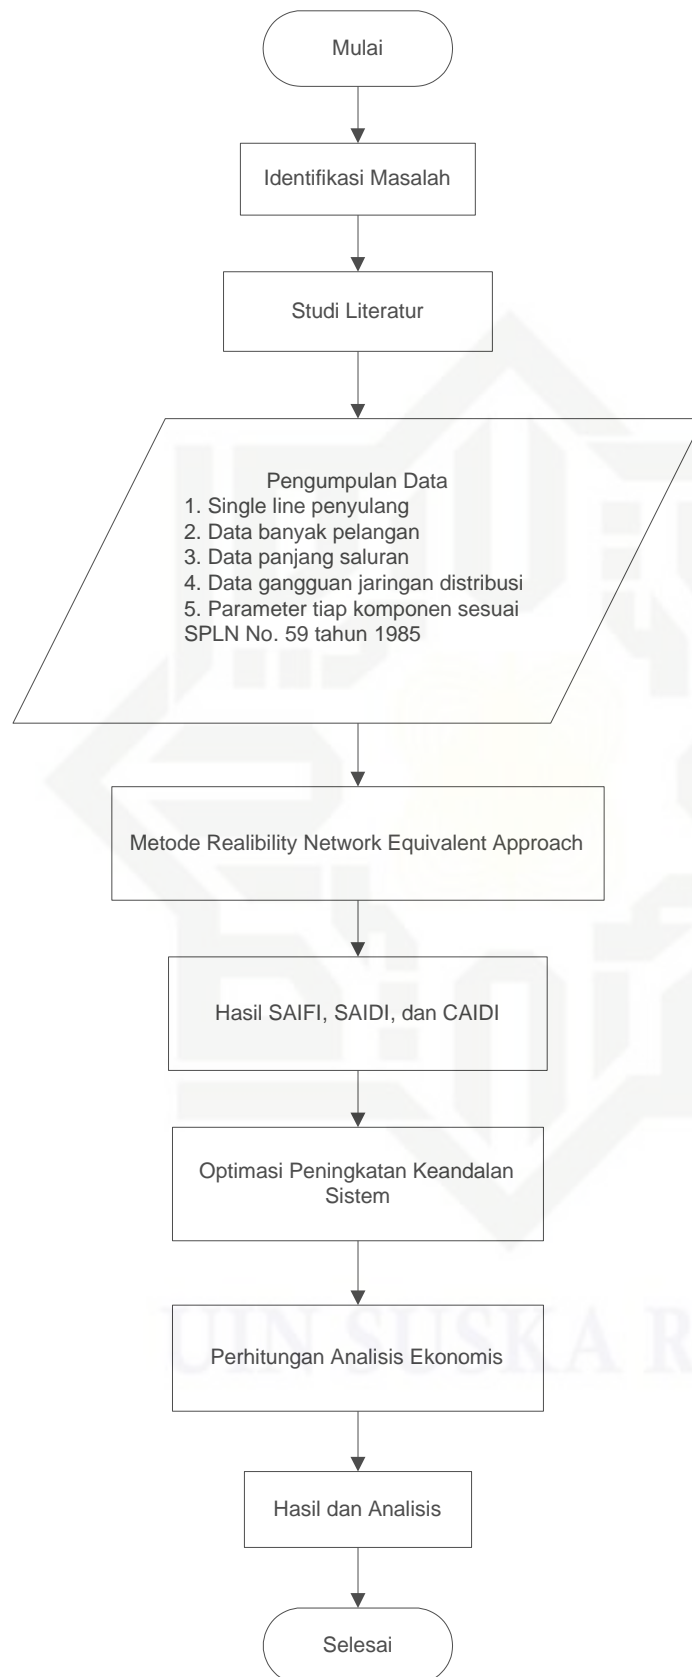 Mulai
Identifikasi Masalah
Studi Literatur
Pengumpulan Data
1. Single line penyulang
2. Data banyak pelangan
3. Data panjang saluran
4. Data gangguan jaringan distribusi
5. Parameter tiap komponen sesuai
SPLN No. 59 tahun 1985
Metode Realibility Network Equivalent Approach
Hasil SAIFI, SAIDI, dan CAIDI
Optimasi Peningkatan Keandalan
Sistem
Perhitungan Analisis Ekonomis
UIN SUSKA R
Hasil dan Analisis
Selesai